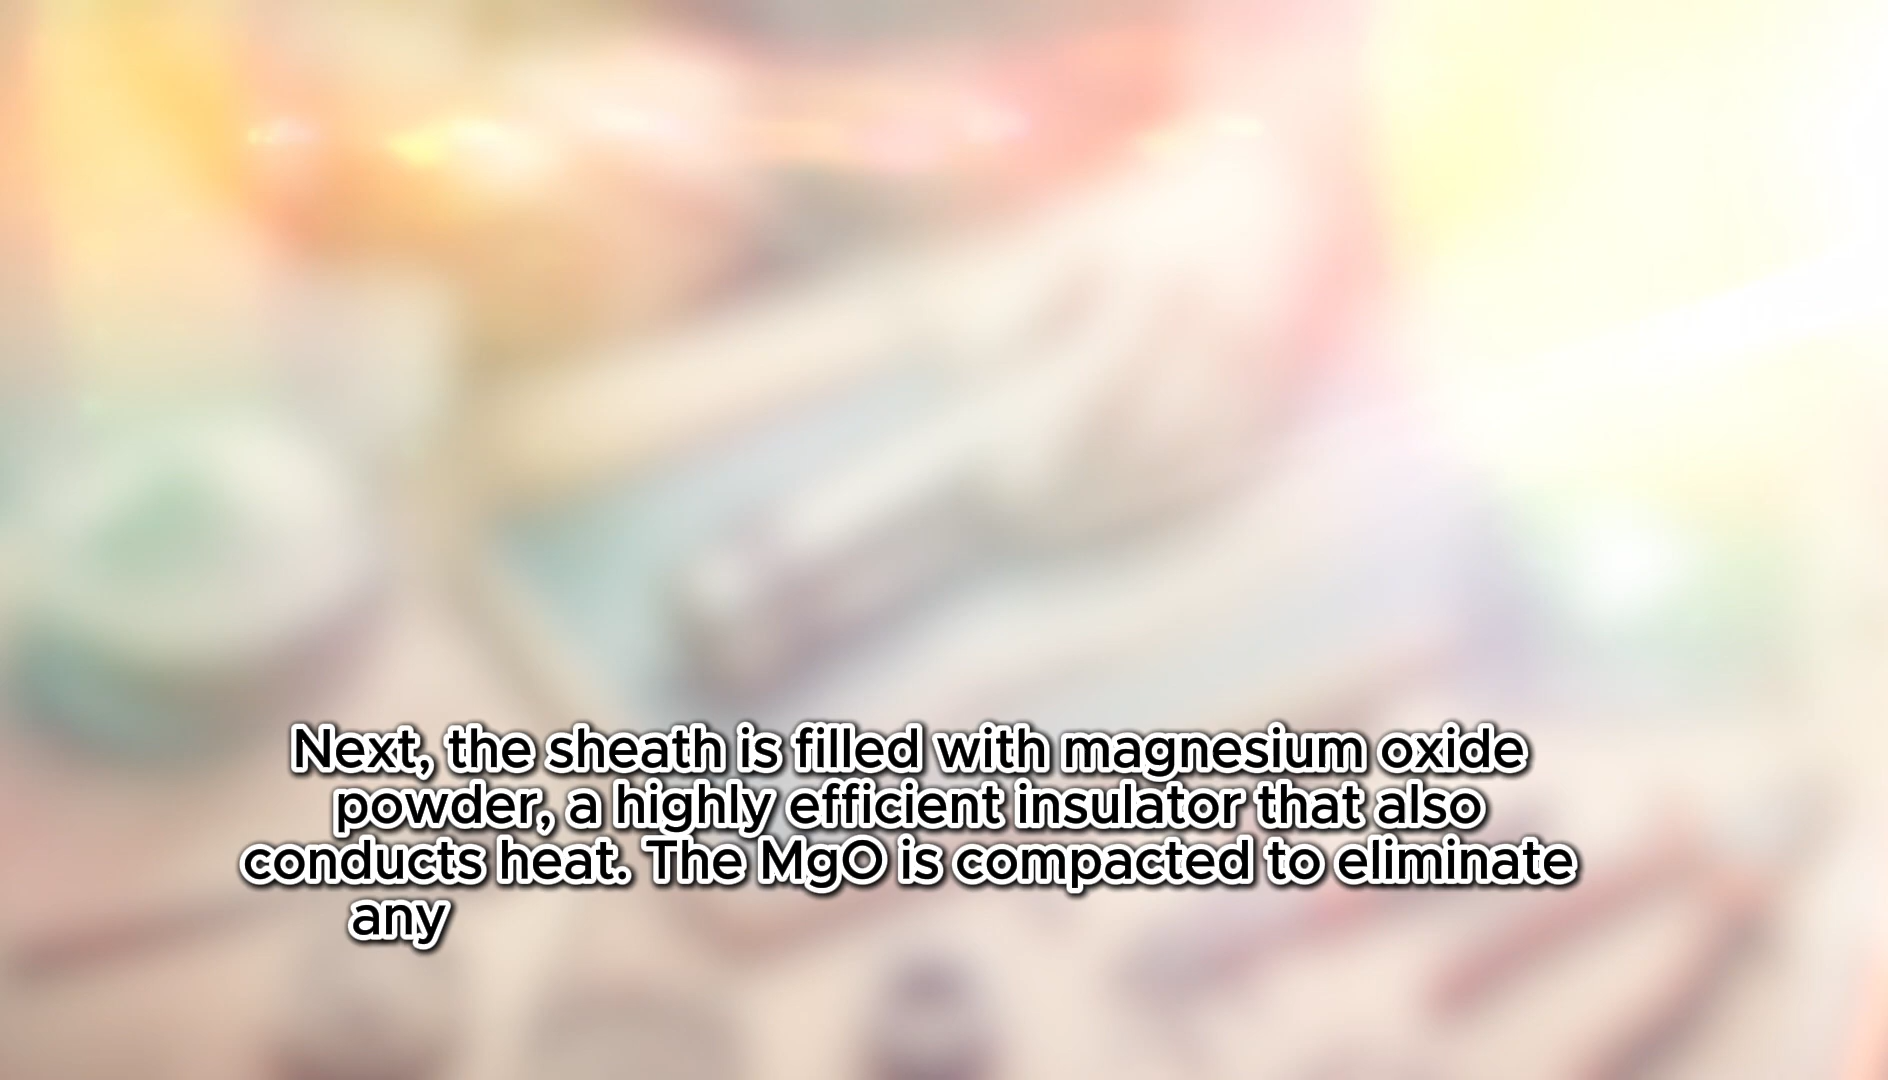 Next, the sheath is filled with magnesium oxide
powder, a highly efficient insulator that also
conducts heat. The MgO is compacted to eliminate
any